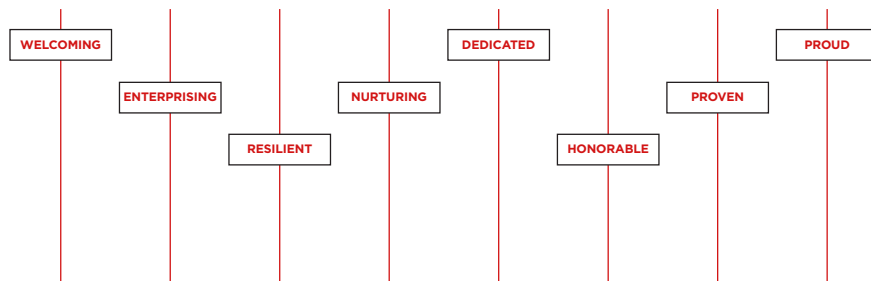 WELCOMING
ENTERPRISING
RESILIENT
NURTURING
DEDICATED
HONORABLE
PROVEN
PROUD